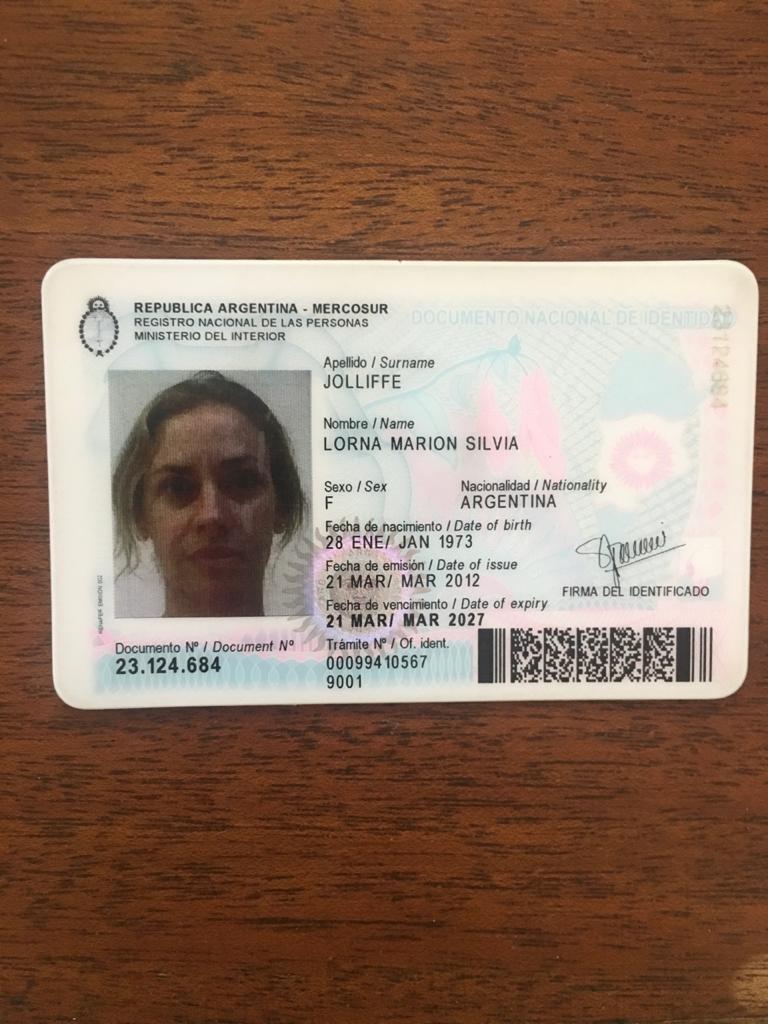 REPUBLICA ARGENTINA - MERCOSUR
REGISTRO NACIONAL DE LAS PERSONAS
MINISTERIO DEL INTERIOR
DOCUMENTO NACIONAL DE IDENTIDAD
Apellido / Surname
JOLLIFFE
Nombre / Name
LORNA MARION SILVIA
Sexo / Sex
F
Nacionalidad / Nationality
ARGENTINA
Fecha de nacimiento / Date of birth
28 ENE/ JAN 1973
Fecha de emisión / Date of issue
21 MAR/ MAR 2012
Fecha de vencimiento / Date of expiry
21 MAR/ MAR 2027
FIRMA DEL IDENTIFICADO
Documento Nº / Document Nº
23.124.684
Trámite Nº / Of. ident.
00099410567
9001